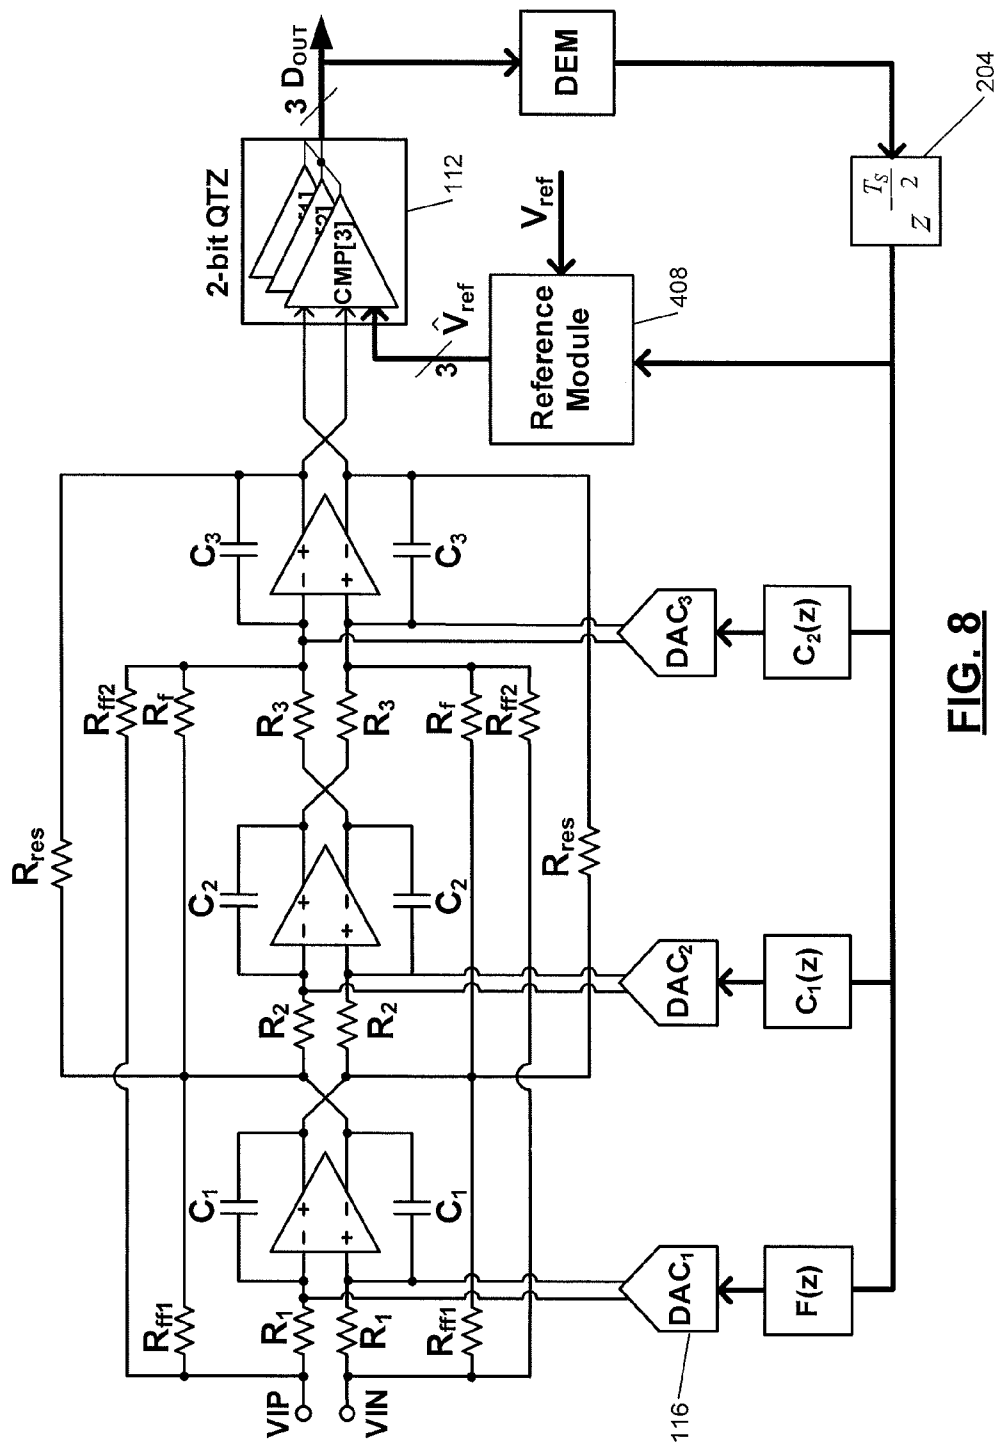 2-bit QTZ
3 D_OUT
[1]
[2]
CMP[3]
112
DEM
204
Z^(-T_S/2)
3 V̂_ref
V_ref
Reference
Module
408
R_res
R_ff2
R_f
R_ff1
C_1
C_2
C_3
VIP
VIN
R_1
R_1
R_2
R_2
R_3
R_3
+ −
− +
+ −
− +
+ −
− +
C_1
C_2
C_3
R_ff1
R_f
R_ff2
R_res
DAC_1
DAC_2
DAC_3
116
F(z)
C_1(z)
C_2(z)
FIG. 8